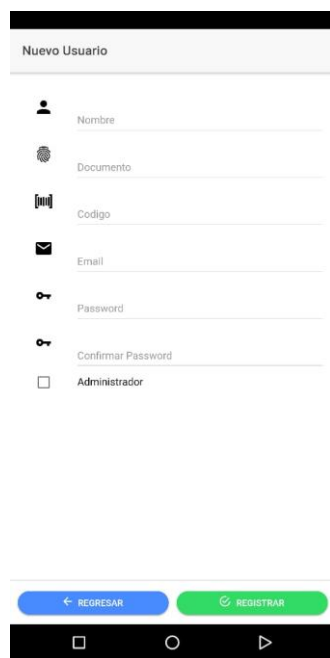 Nuevo Usuario
Nombre
Documento
Codigo
Email
Password
Confirmar Password
Administrador
REGRESAR
REGISTRAR